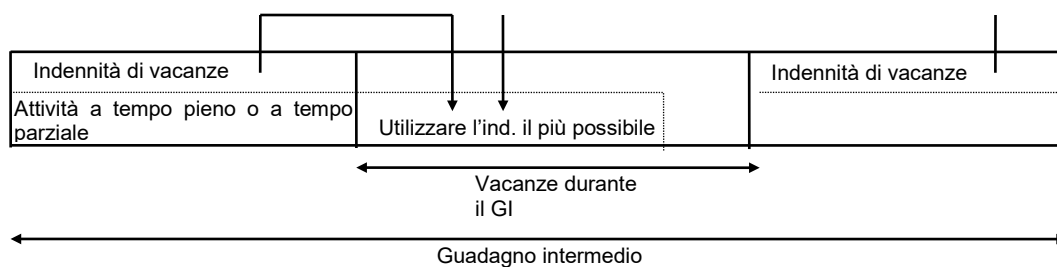 Indennità di vacanze
Indennità di vacanze
Attività a tempo pieno o a tempo
parziale
Utilizzare l’ind. il più possibile
Vacanze durante
il GI
Guadagno intermedio